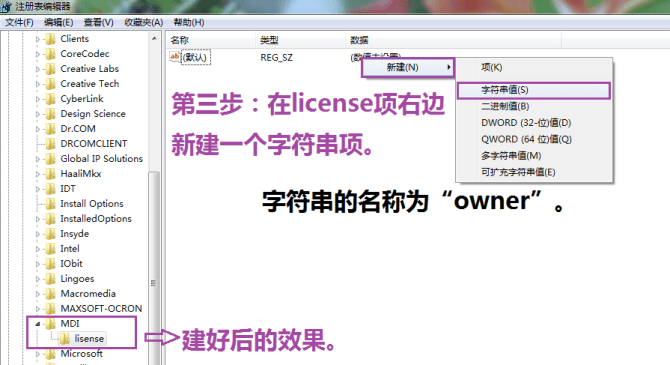 注册表编辑器
文件(F) 编辑(E) 查看(V) 收藏夹(A) 帮助(H)
Clients
CoreCodec
Creative Labs
Creative Tech
CyberLink
Design Science
Dr.COM
DRCOMCLIENT
Global IP Solutions
HaaliMkx
IDT
Install Options
InstalledOptions
Insyde
Intel
IObit
Lingoes
Macromedia
MAXSOFT-OCRON
MDI
lisense
Microsoft
名称 类型 数据
(默认) REG_SZ
新建(N)
项(K)
字符串值(S)
二进制值(B)
DWORD (32-位)值(D)
QWORD (64 位)值(Q)
多字符串值(M)
可扩充字符串值(E)
第三步：在license项右边
新建一个字符串项。
字符串的名称为“owner”。
建好后的效果。